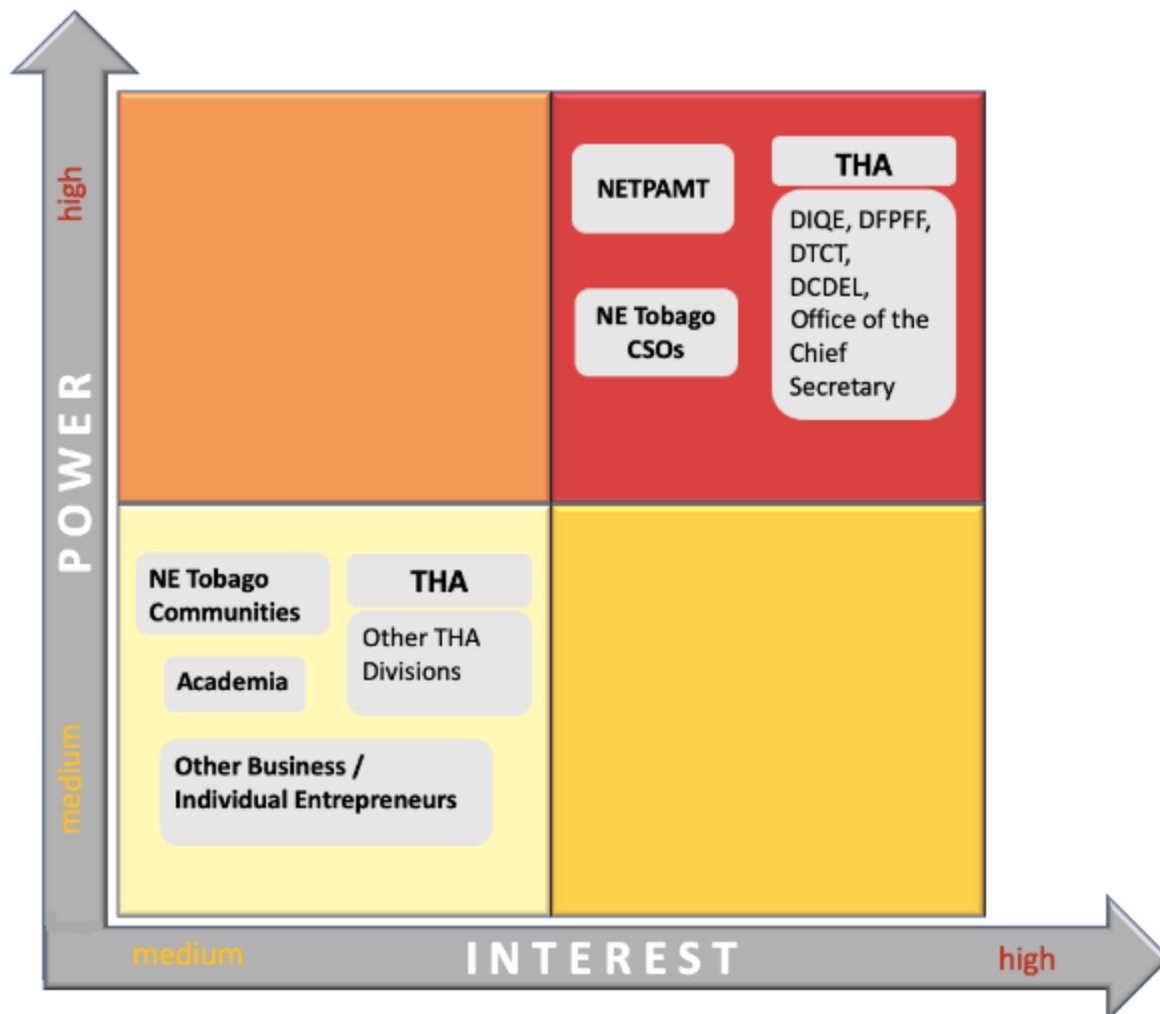 high
POWER
medium
NETPAMT
NE Tobago
CSOs
THA
DIQE, DFPFF,
DTCT,
DCDEL,
Office of the
Chief
Secretary
NE Tobago
Communities
Academia
THA
Other THA
Divisions
Other Business /
Individual Entrepreneurs
medium
INTEREST
high